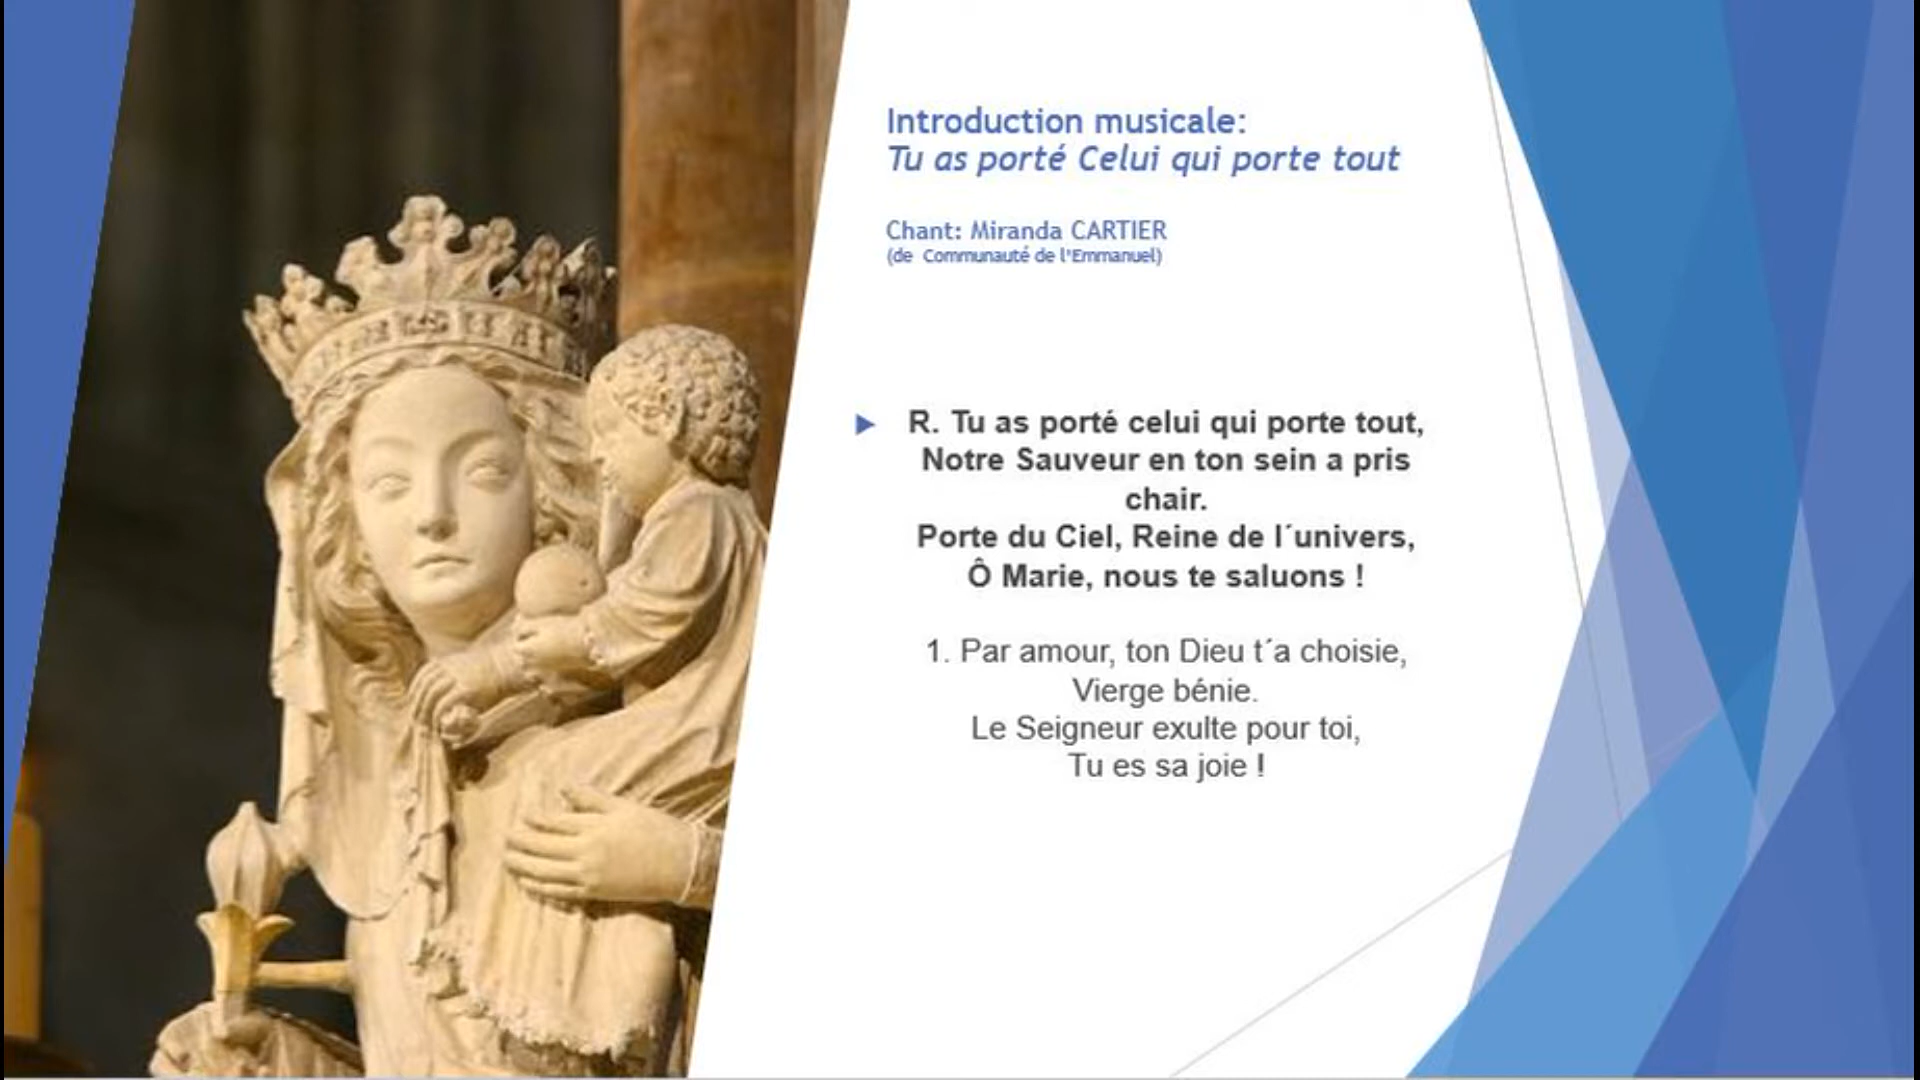 Introduction musicale:
Tu as porté Celui qui porte tout
Chant: Miranda CARTIER
(de Communauté de l'Emmanuel)
R. Tu as porté celui qui porte tout,
Notre Sauveur en ton sein a pris
chair.
Porte du Ciel, Reine de l´univers,
Ô Marie, nous te saluons !
1. Par amour, ton Dieu t´a choisie,
Vierge bénie.
Le Seigneur exulte pour toi,
Tu es sa joie !